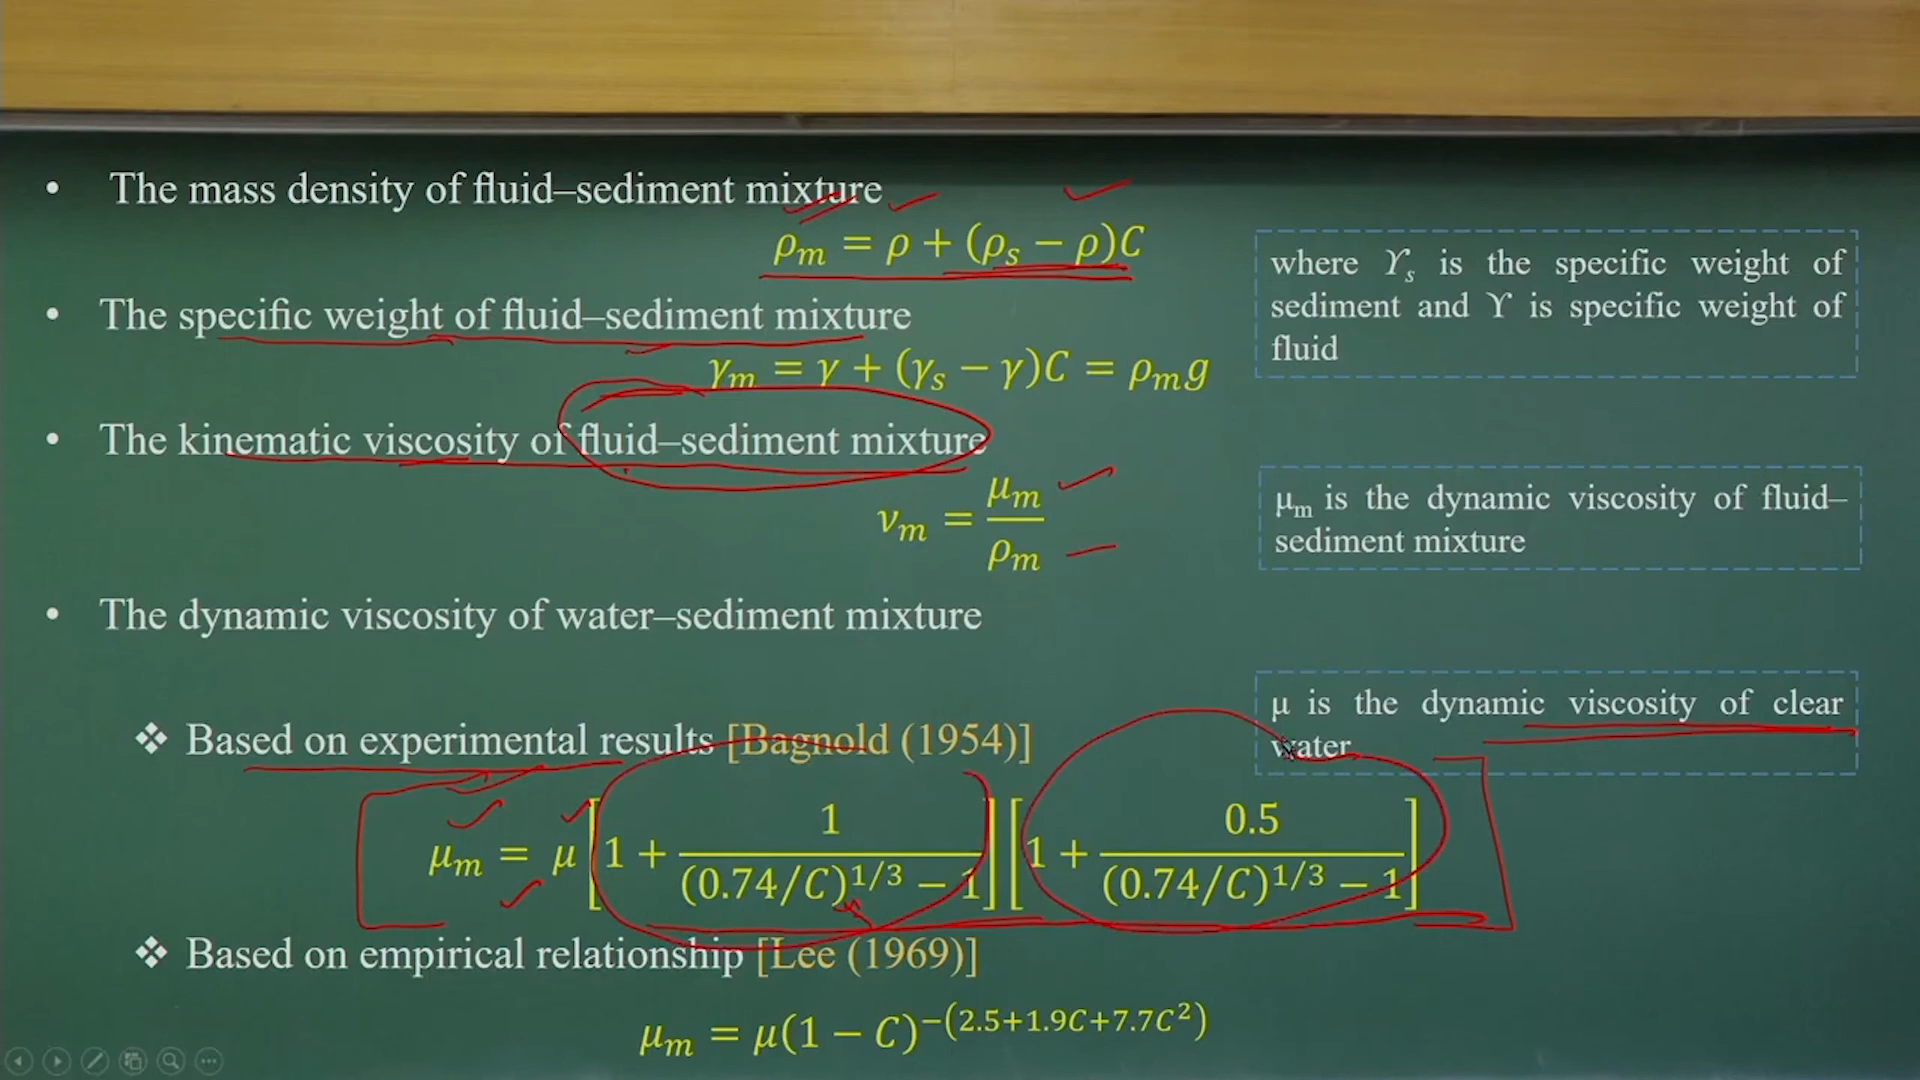 • The mass density of fluid–sediment mixture
ρₘ = ρ + (ρₛ − ρ)C
where ϒₛ is the specific weight of
sediment and ϒ is specific weight of
fluid
• The specific weight of fluid–sediment mixture
γₘ = γ + (γₛ − γ)C = ρₘg
• The kinematic viscosity of fluid–sediment mixture
νₘ = μₘ/ρₘ
μₘ is the dynamic viscosity of fluid–
sediment mixture
• The dynamic viscosity of water–sediment mixture
μ is the dynamic viscosity of clear
water
❖ Based on experimental results [Bagnold (1954)]
μₘ = μ[1 + 1/((0.74/C)^(1/3) − 1)][1 + 0.5/((0.74/C)^(1/3) − 1)]
❖ Based on empirical relationship [Lee (1969)]
μₘ = μ(1 − C)^−(2.5+1.9C+7.7C²)